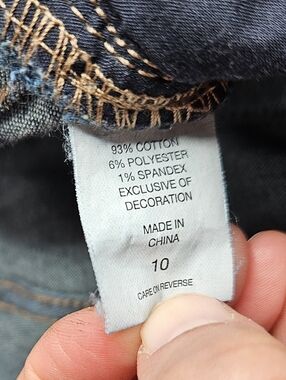 93% COTTON
6% POLYESTER
1% SPANDEX
EXCLUSIVE OF
DECORATION
MADE IN
CHINA
10
CARE ON REVERSE